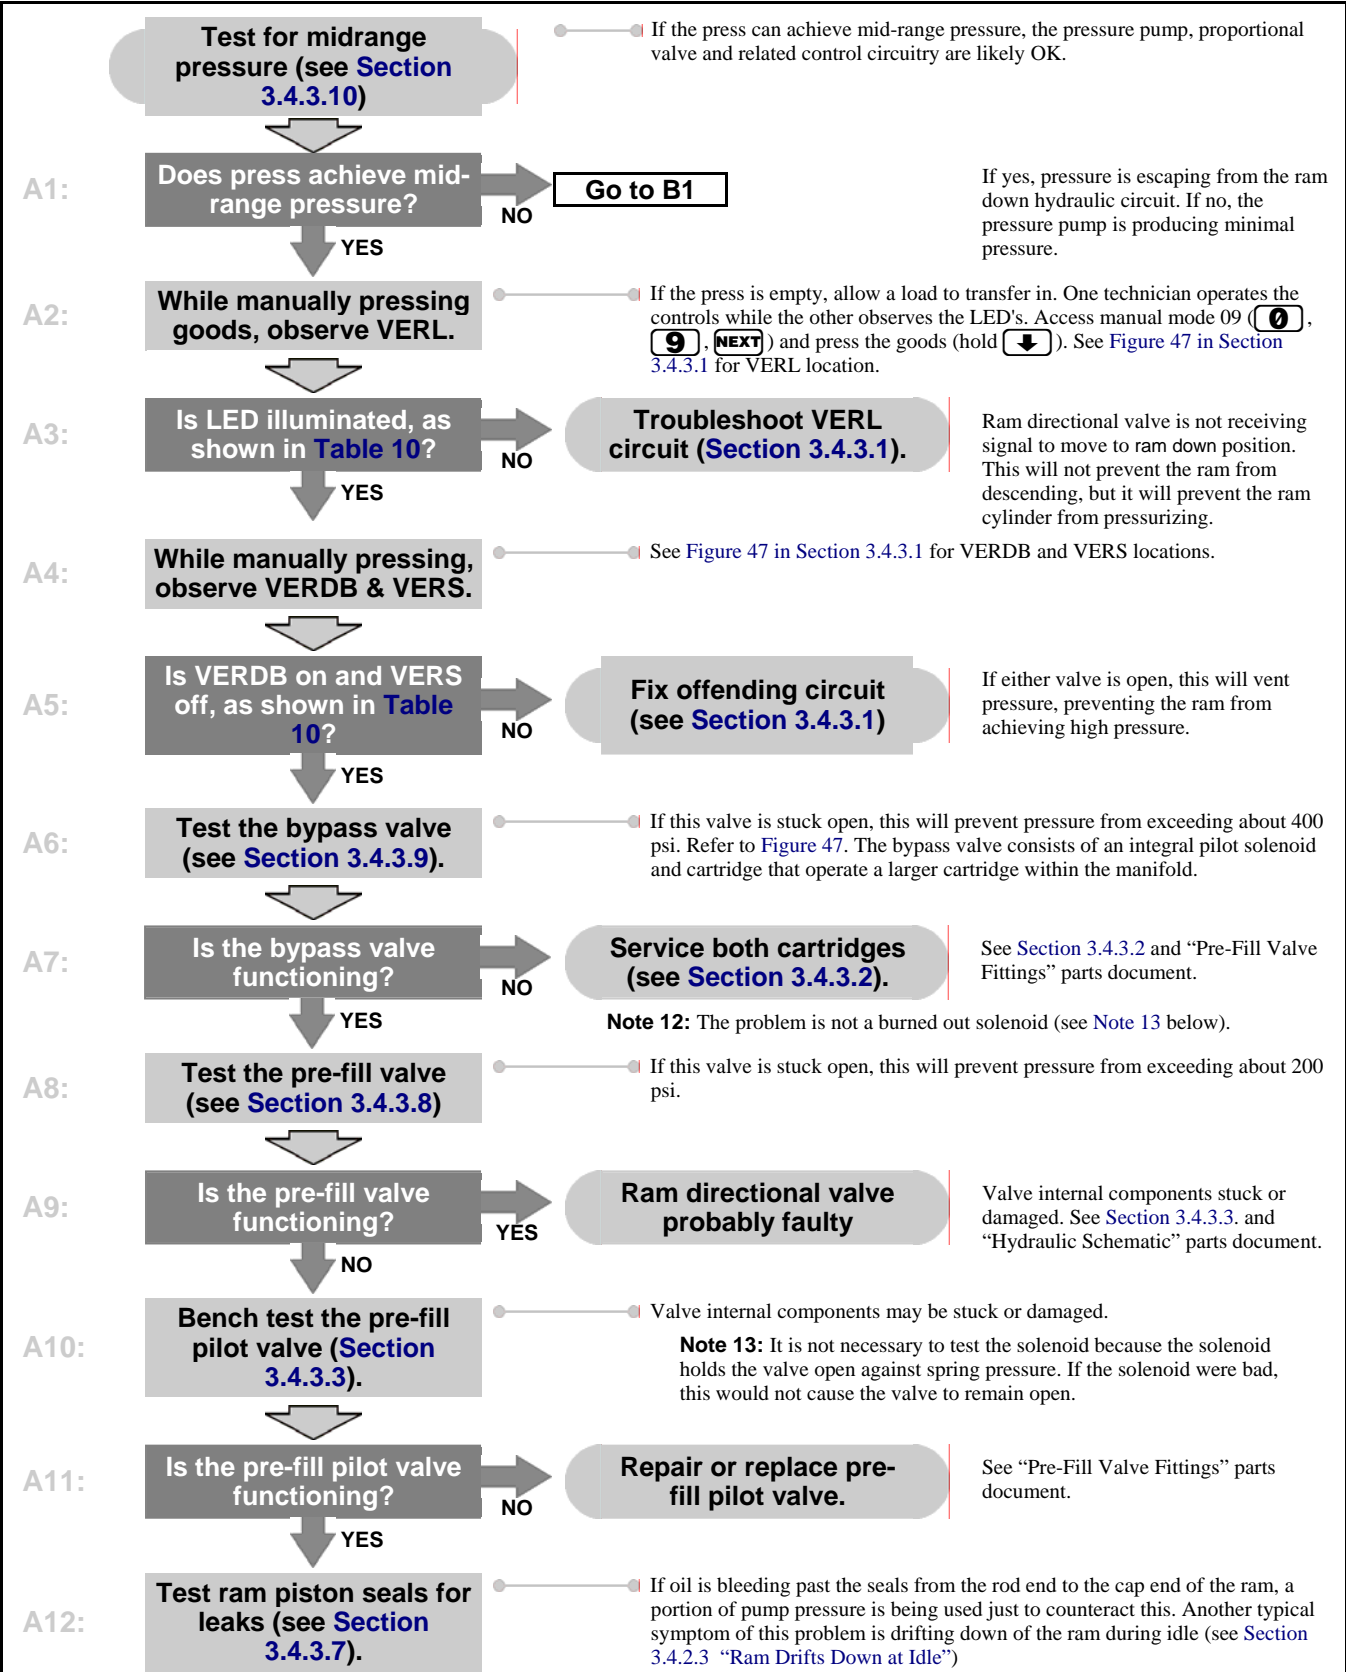 Test for midrange
pressure (see Section
3.4.3.10)
If the press can achieve mid-range pressure, the pressure pump, proportional
valve and related control circuitry are likely OK.
A1:
Does press achieve mid-
range pressure?
NO
Go to B1
If yes, pressure is escaping from the ram
down hydraulic circuit. If no, the
pressure pump is producing minimal
pressure.
YES
A2:
While manually pressing
goods, observe VERL.
If the press is empty, allow a load to transfer in. One technician operates the
controls while the other observes the LED's. Access manual mode 09 ( 0 ,
9 , NEXT ) and press the goods (hold ). See Figure 47 in Section
3.4.3.1 for VERL location.
A3:
Is LED illuminated, as
shown in Table 10?
NO
Troubleshoot VERL
circuit (Section 3.4.3.1).
Ram directional valve is not receiving
signal to move to ram down position.
This will not prevent the ram from
descending, but it will prevent the ram
cylinder from pressurizing.
YES
A4:
While manually pressing,
observe VERDB & VERS.
See Figure 47 in Section 3.4.3.1 for VERDB and VERS locations.
A5:
Is VERDB on and VERS
off, as shown in Table
10?
NO
Fix offending circuit
(see Section 3.4.3.1)
If either valve is open, this will vent
pressure, preventing the ram from
achieving high pressure.
YES
A6:
Test the bypass valve
(see Section 3.4.3.9).
If this valve is stuck open, this will prevent pressure from exceeding about 400
psi. Refer to Figure 47. The bypass valve consists of an integral pilot solenoid
and cartridge that operate a larger cartridge within the manifold.
A7:
Is the bypass valve
functioning?
NO
Service both cartridges
(see Section 3.4.3.2).
See Section 3.4.3.2 and “Pre-Fill Valve
Fittings” parts document.
YES
Note 12: The problem is not a burned out solenoid (see Note 13 below).
A8:
Test the pre-fill valve
(see Section 3.4.3.8)
If this valve is stuck open, this will prevent pressure from exceeding about 200
psi.
A9:
Is the pre-fill valve
functioning?
YES
Ram directional valve
probably faulty
Valve internal components stuck or
damaged. See Section 3.4.3.3. and
“Hydraulic Schematic” parts document.
NO
A10:
Bench test the pre-fill
pilot valve (Section
3.4.3.3).
Valve internal components may be stuck or damaged.
Note 13: It is not necessary to test the solenoid because the solenoid
holds the valve open against spring pressure. If the solenoid were bad,
this would not cause the valve to remain open.
A11:
Is the pre-fill pilot valve
functioning?
NO
Repair or replace pre-
fill pilot valve.
See “Pre-Fill Valve Fittings” parts
document.
YES
A12:
Test ram piston seals for
leaks (see Section
3.4.3.7).
If oil is bleeding past the seals from the rod end to the cap end of the ram, a
portion of pump pressure is being used just to counteract this. Another typical
symptom of this problem is drifting down of the ram during idle (see Section
3.4.2.3 “Ram Drifts Down at Idle”)